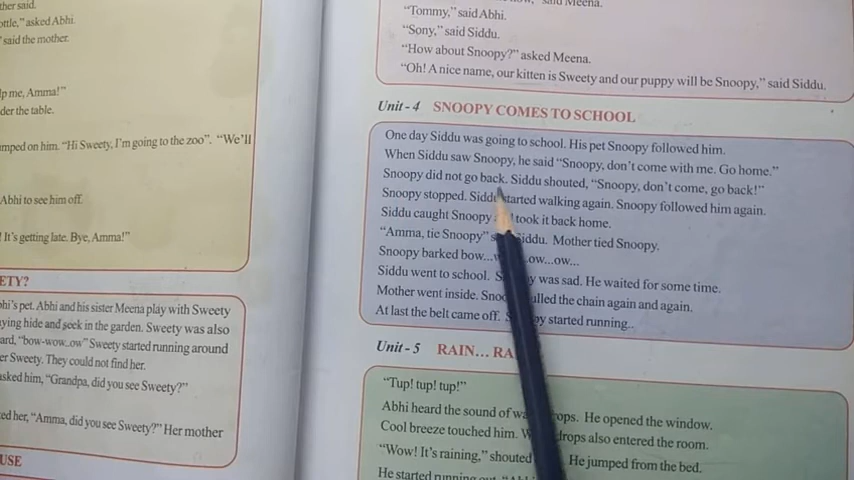 ther said.
ottle," asked Abhi.
said the mother.
lp me, Amma!"
der the table.
mped on him. "Hi Sweety, I'm going to the zoo". "We'll
Abhi to see him off.
It's getting late. Bye, Amma!"
ETY?
hi's pet. Abhi and his sister Meena play with Sweety
ying hide and seek in the garden. Sweety was also
ard, "bow-wow..ow" Sweety started running around
er Sweety. They could not find her.
asked him, "Grandpa, did you see Sweety?"
ed her, "Amma, did you see Sweety?" Her mother
USE
said Meena.
"Tommy," said Abhi.
"Sony," said Siddu.
"How about Snoopy?" asked Meena.
"Oh! A nice name, our kitten is Sweety and our puppy will be Snoopy," said Siddu.
Unit - 4 SNOOPY COMES TO SCHOOL
One day Siddu was going to school. His pet Snoopy followed him.
When Siddu saw Snoopy, he said "Snoopy, don't come with me. Go home."
Snoopy did not go back. Siddu shouted, "Snoopy, don't come, go back!"
Snoopy stopped. Siddu started walking again. Snoopy followed him again.
Siddu caught Snoopy took it back home.
"Amma, tie Snoopy" Siddu. Mother tied Snoopy.
Snoopy barked bow... ow...ow...
Siddu went to school. was sad. He waited for some time.
Mother went inside. pulled the chain again and again.
At last the belt came off. started running..
Unit - 5 RAIN...
"Tup! tup! tup!"
Abhi heard the sound of drops. He opened the window.
Cool breeze touched him. drops also entered the room.
"Wow! It's raining," shouted He jumped from the bed.
He started running